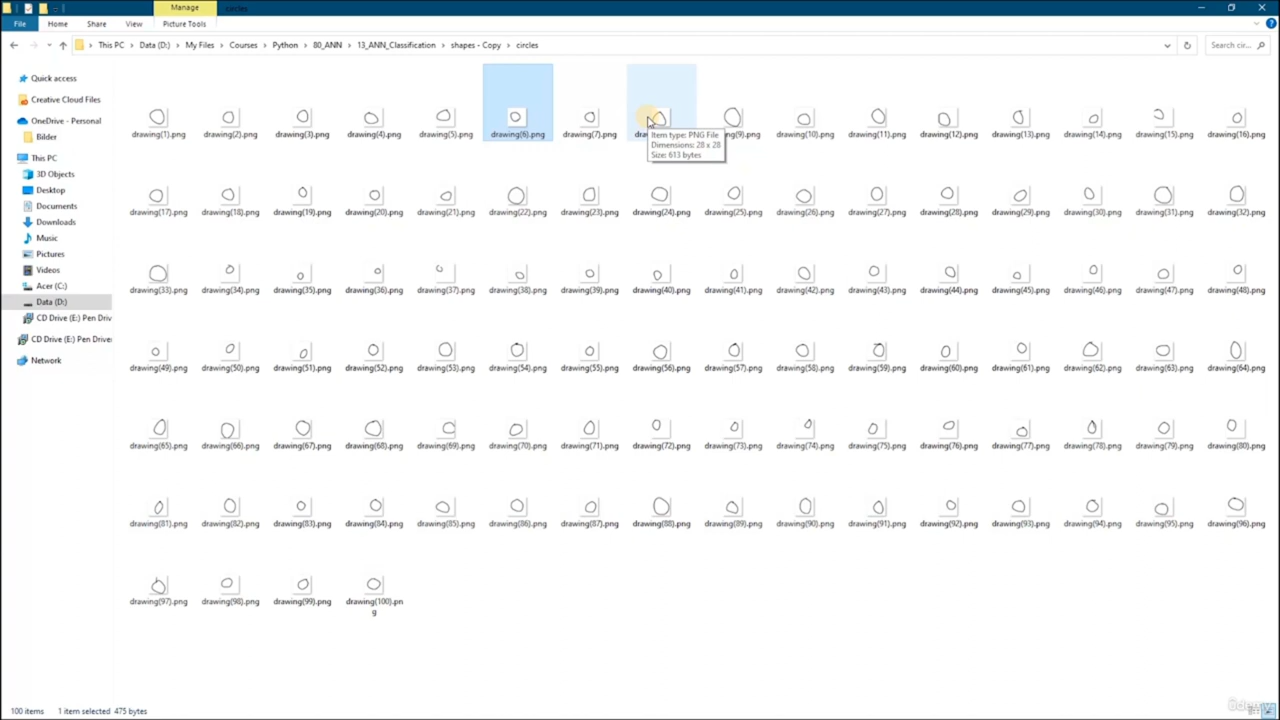 Manage
circles
File
Home
Share
View
Picture Tools
This PC > Data (D:) > My Files > Courses > Python > 80_ANN > 13_ANN_Classification > shapes - Copy > circles
Search cir...
Quick access
Creative Cloud Files
OneDrive - Personal
Bilder
This PC
3D Objects
Desktop
Documents
Downloads
Music
Pictures
Videos
Acer (C:)
Data (D:)
CD Drive (E:) Pen Driv
CD Drive (E:) Pen Drive
Network
drawing(1).png drawing(2).png drawing(3).png drawing(4).png drawing(5).png drawing(6).png drawing(7).png drawing(9).png drawing(10).png drawing(11).png drawing(12).png drawing(13).png drawing(14).png drawing(15).png drawing(16).png
Item type: PNG File
Dimensions: 28 x 28
Size: 613 bytes
drawing(17).png drawing(18).png drawing(19).png drawing(20).png drawing(21).png drawing(22).png drawing(23).png drawing(24).png drawing(25).png drawing(26).png drawing(27).png drawing(28).png drawing(29).png drawing(30).png drawing(31).png drawing(32).png
drawing(33).png drawing(34).png drawing(35).png drawing(36).png drawing(37).png drawing(38).png drawing(39).png drawing(40).png drawing(41).png drawing(42).png drawing(43).png drawing(44).png drawing(45).png drawing(46).png drawing(47).png drawing(48).png
drawing(49).png drawing(50).png drawing(51).png drawing(52).png drawing(53).png drawing(54).png drawing(55).png drawing(56).png drawing(57).png drawing(58).png drawing(59).png drawing(60).png drawing(61).png drawing(62).png drawing(63).png drawing(64).png
drawing(65).png drawing(66).png drawing(67).png drawing(68).png drawing(69).png drawing(70).png drawing(71).png drawing(72).png drawing(73).png drawing(74).png drawing(75).png drawing(76).png drawing(77).png drawing(78).png drawing(79).png drawing(80).png
drawing(81).png drawing(82).png drawing(83).png drawing(84).png drawing(85).png drawing(86).png drawing(87).png drawing(88).png drawing(89).png drawing(90).png drawing(91).png drawing(92).png drawing(93).png drawing(94).png drawing(95).png drawing(96).png
drawing(97).png drawing(98).png drawing(99).png drawing(100).pn
g
100 items 1 item selected 475 bytes